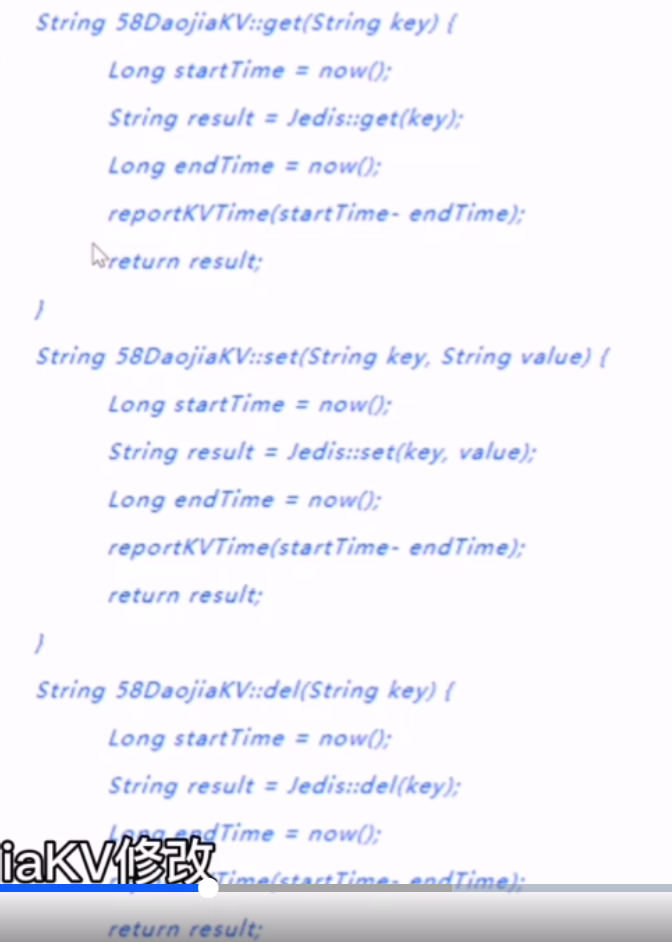 String 58DaojiaKV::get(String key) {
Long startTime = now();
String result = Jedis::get(key);
Long endTime = now();
reportKVTime(startTime- endTime);
return result;
}
String 58DaojiaKV::set(String key, String value) {
Long startTime = now();
String result = Jedis::set(key, value);
Long endTime = now();
reportKVTime(startTime- endTime);
return result;
}
String 58DaojiaKV::del(String key) {
Long startTime = now();
String result = Jedis::del(key);
Long endTime = now();
iaKV修改
Time(startTime- endTime);
return result;